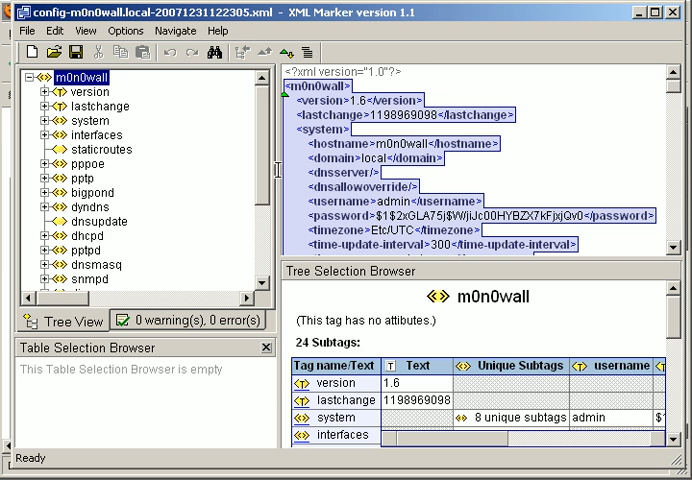 config-m0n0wall.local-20071231122305.xml - XML Marker version 1.1
File Edit View Options Navigate Help
m0n0wall
version
lastchange
system
interfaces
staticroutes
pppoe
pptp
bigpond
dyndns
dnsupdate
dhcpd
pptpd
dnsmasq
snmpd
Tree View 0 warning(s), 0 error(s)
Table Selection Browser
This Table Selection Browser is empty
<?xml version="1.0"?>
<m0n0wall>
<version>1.6</version>
<lastchange>1198969098</lastchange>
<system>
<hostname>m0n0wall</hostname>
<domain>local</domain>
<dnsserver/>
<dnsallowoverride/>
<username>admin</username>
<password>$1$2xGLA75j$W/jiJc00HYBZX7kFjxjQv0</password>
<timezone>Etc/UTC</timezone>
<time-update-interval>300</time-update-interval>
Tree Selection Browser
m0n0wall
(This tag has no attibutes.)
24 Subtags:
Tag name/Text T Text Unique Subtags username
version 1.6
lastchange 1198969098
system 8 unique subtags admin $1
interfaces
Ready